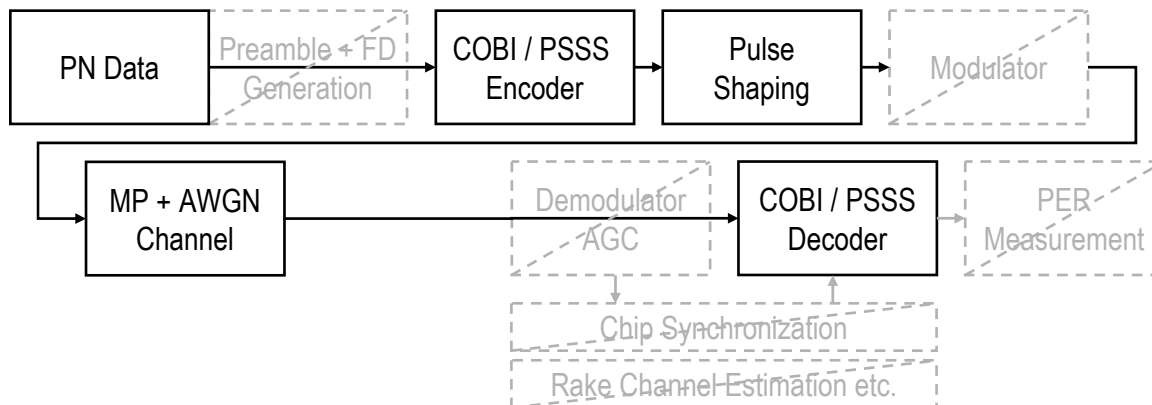 PN Data
Preamble + FD
Generation
COBI / PSSS
Encoder
Pulse
Shaping
Modulator
MP + AWGN
Channel
Demodulator
AGC
COBI / PSSS
Decoder
PER
Measurement
Chip Synchronization
Rake Channel Estimation etc.